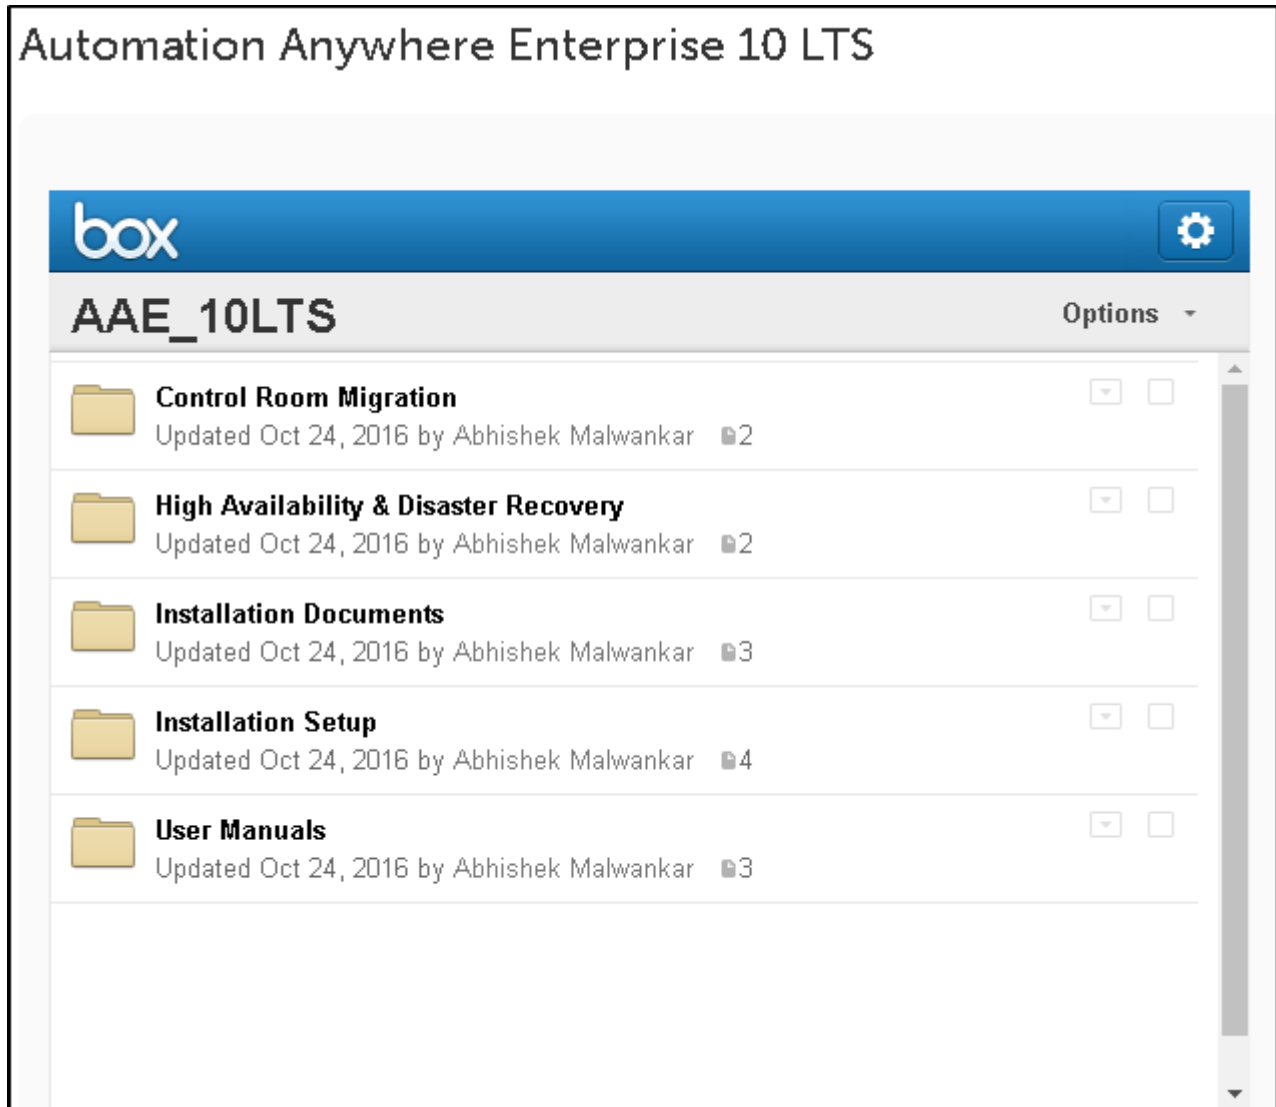 Automation Anywhere Enterprise 10 LTS
box
AAE_10LTS
Options
Control Room Migration
Updated Oct 24, 2016 by Abhishek Malwankar 2
High Availability & Disaster Recovery
Updated Oct 24, 2016 by Abhishek Malwankar 2
Installation Documents
Updated Oct 24, 2016 by Abhishek Malwankar 3
Installation Setup
Updated Oct 24, 2016 by Abhishek Malwankar 4
User Manuals
Updated Oct 24, 2016 by Abhishek Malwankar 3